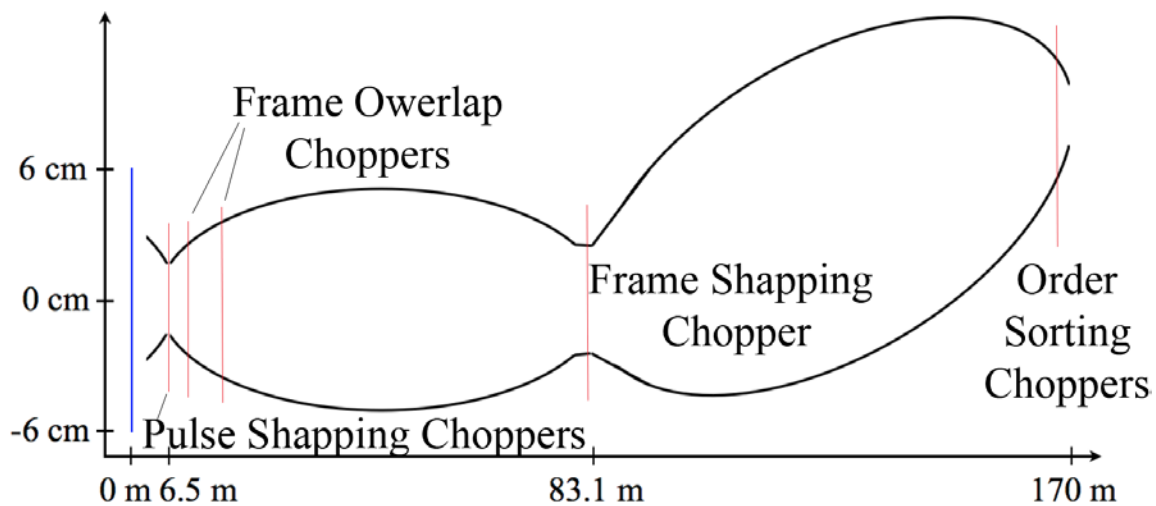 Frame Owerlap
Choppers
6 cm
0 cm
-6 cm
Frame Shapping
Chopper
Order
Sorting
Choppers
Pulse Shapping Choppers
0 m
6.5 m
83.1 m
170 m